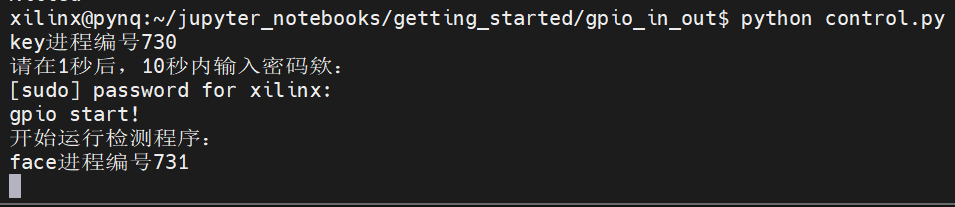 xilinx@pynq:~/jupyter_notebooks/getting_started/gpio_in_out$ python control.py
key进程编号730
请在1秒后，10秒内输入密码欸：
[sudo] password for xilinx:
gpio start!
开始运行检测程序：
face进程编号731